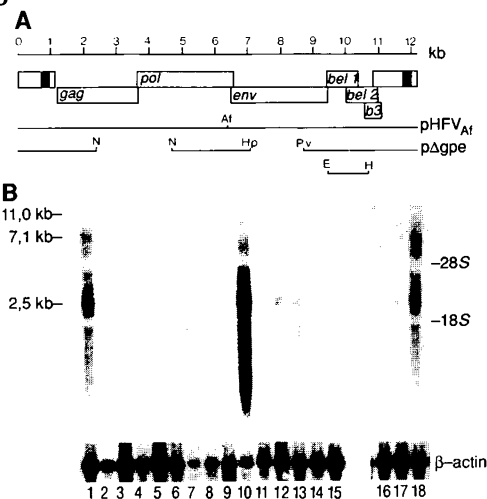 A
0 1 2 3 4 5 6 7 8 9 10 11 12
kb
pol bel 1
gag env bel 2
b3
Af pHFVAf
N N Hp Pv pΔgpe
E H
B
11,0 kb–
7,1 kb–
–28S
2,5 kb–
–18S
β–actin
1 2 3 4 5 6 7 8 9 10 11 12 13 14 15 16 17 18